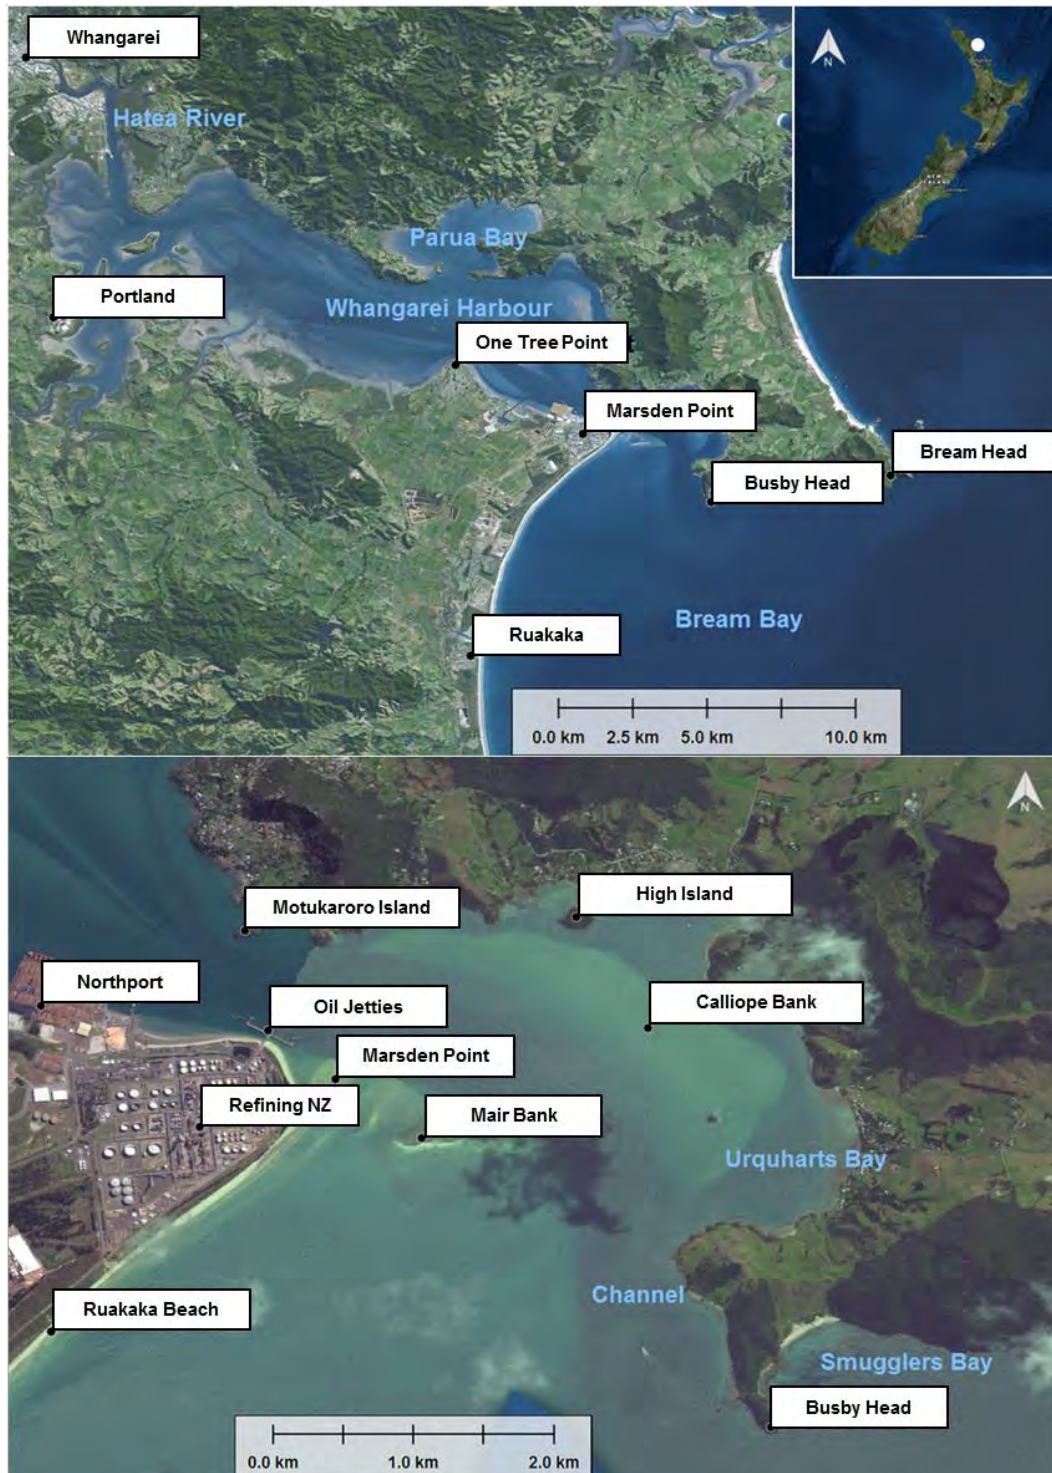 Whangarei
N
Hatea River
NEW
ZEALAND
Parua Bay
Portland
Whangarei Harbour
One Tree Point
Marsden Point
Bream Head
Busby Head
Bream Bay
Ruakaka
0.0 km 2.5 km 5.0 km 10.0 km
N
High Island
Motukaroro Island
Northport
Calliope Bank
Oil Jetties
Marsden Point
Refining NZ
Mair Bank
Urquharts Bay
Channel
Ruakaka Beach
Smugglers Bay
Busby Head
0.0 km 1.0 km 2.0 km